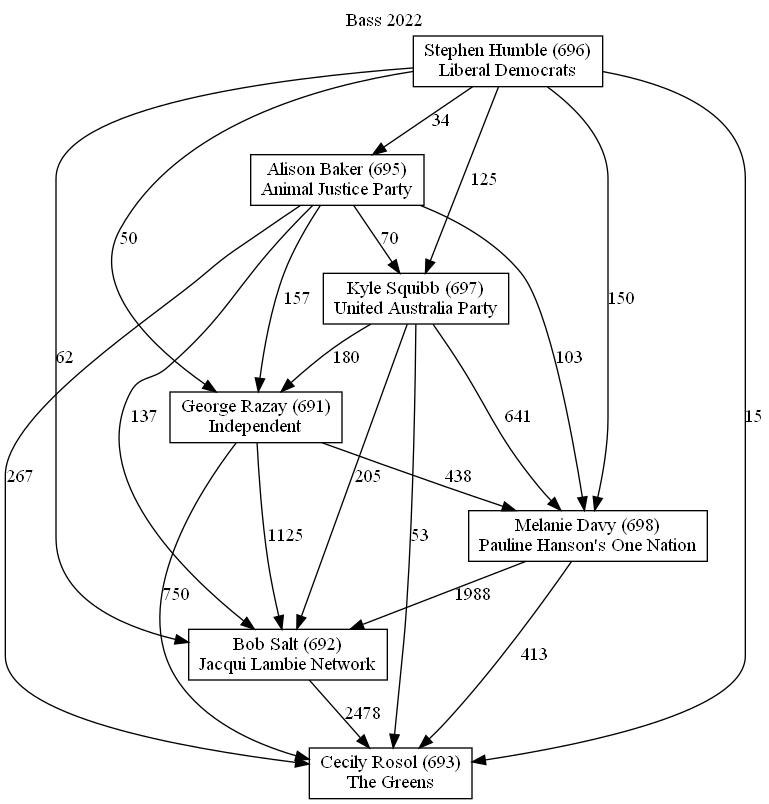 Bass 2022
Stephen Humble (696)
Liberal Democrats
34
Alison Baker (695)
Animal Justice Party
125
50
70
157
Kyle Squibb (697)
United Australia Party
150
62
180
103
137
George Razay (691)
Independent
641
15
267
205
438
53
1125
Melanie Davy (698)
Pauline Hanson's One Nation
750
1988
Bob Salt (692)
Jacqui Lambie Network
413
2478
Cecily Rosol (693)
The Greens